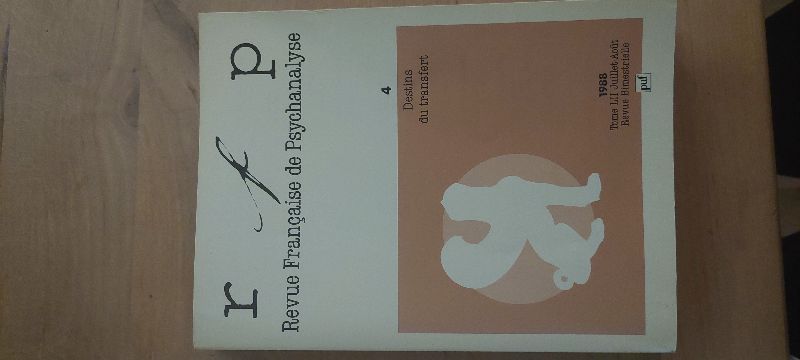 r f p
Revue Française de Psychanalyse
4
Destins
du transfert
1988
Tome LII Juillet Août
Revue Bimestrielle
puf